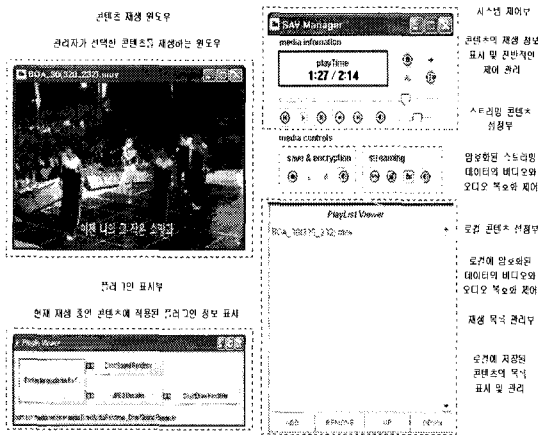 콘텐츠 재생 윈도우
관리자가 선택한 콘텐츠를 재생하는 윈도우
BOA_30(320_232).mov
이제 나의 그 작은 소망과
플러그인 표시부
현재 재생 중인 콘텐츠에 적용된 플러그인 정보 표시
SAV Manager
media infomation
playTime
1:27 / 2:14
media controls
save & encryption
streaming
PlayList Viewer
ADD
REMOVE
UP
DOWN
시스템 제어부
콘텐츠의 재생 정보
표시 및 전반적인
제어 관리
스트리밍 콘텐츠
설정부
암호화된 스트리밍
데이터의 비디오와
오디오 복호화 제어
로컬 콘텐츠 설정부
로컬에 암호화된
데이터의 비디오와
오디오 복호화 제어
재생 목록 관리부
로컬에 저장된
콘텐츠의 목록
표시 및 관리